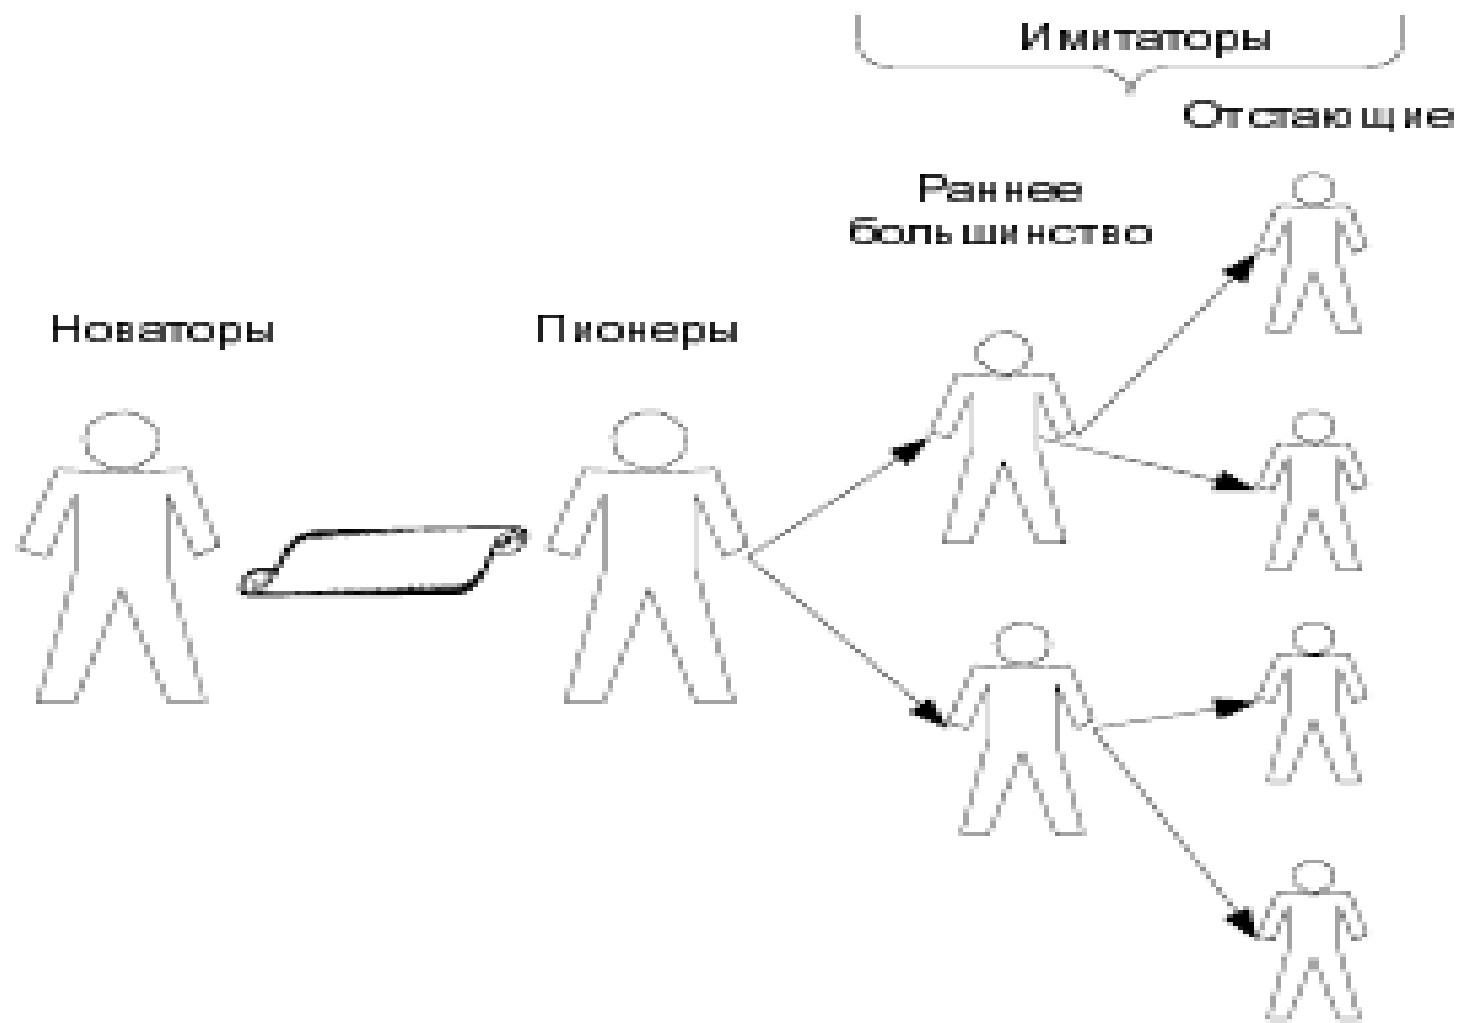 Имитаторы
Отстающие
Раннее
большинство
Новаторы
Пионеры